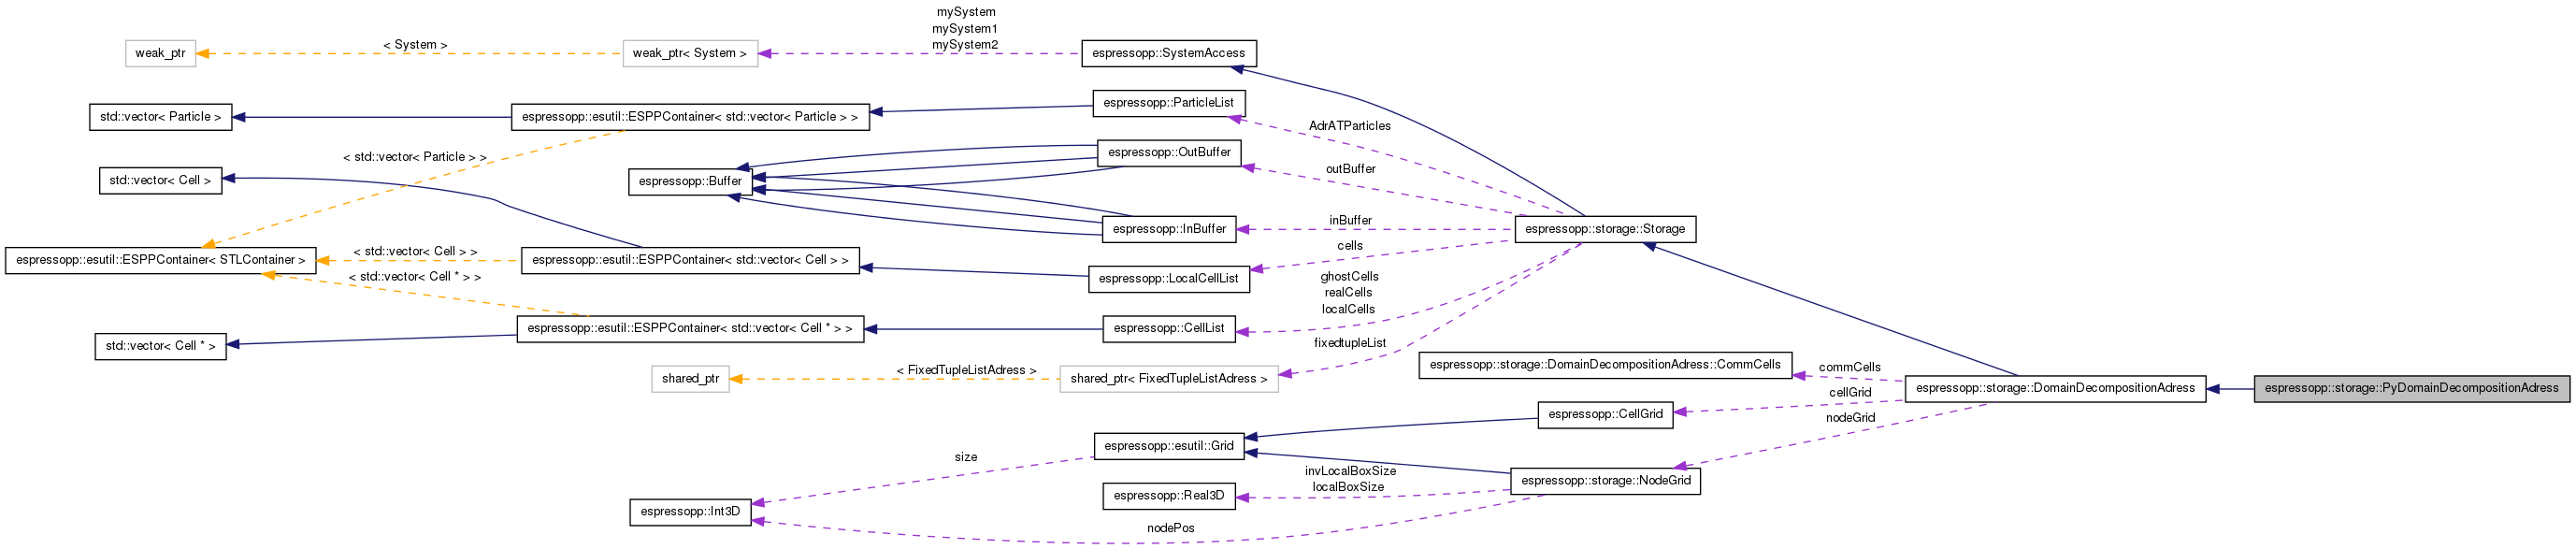 mySystem
mySystem1
mySystem2
weak_ptr
< System >
weak_ptr< System >
espressopp::SystemAccess
std::vector< Particle >
espressopp::esutil::ESPPContainer< std::vector< Particle > >
espressopp::ParticleList
AdrATParticles
< std::vector< Particle > >
espressopp::OutBuffer
outBuffer
std::vector< Cell >
espressopp::Buffer
inBuffer
espressopp::InBuffer
espressopp::storage::Storage
cells
espressopp::esutil::ESPPContainer< STLContainer >
< std::vector< Cell > >
espressopp::esutil::ESPPContainer< std::vector< Cell > >
< std::vector< Cell * > >
espressopp::LocalCellList
ghostCells
realCells
localCells
std::vector< Cell * >
espressopp::esutil::ESPPContainer< std::vector< Cell * > >
espressopp::CellList
fixedtupleList
shared_ptr
< FixedTupleListAdress >
shared_ptr< FixedTupleListAdress >
espressopp::storage::DomainDecompositionAdress::CommCells
commCells
cellGrid
nodeGrid
espressopp::storage::DomainDecompositionAdress
espressopp::storage::PyDomainDecompositionAdress
espressopp::CellGrid
espressopp::esutil::Grid
size
invLocalBoxSize
localBoxSize
espressopp::storage::NodeGrid
espressopp::Real3D
espressopp::Int3D
nodePos